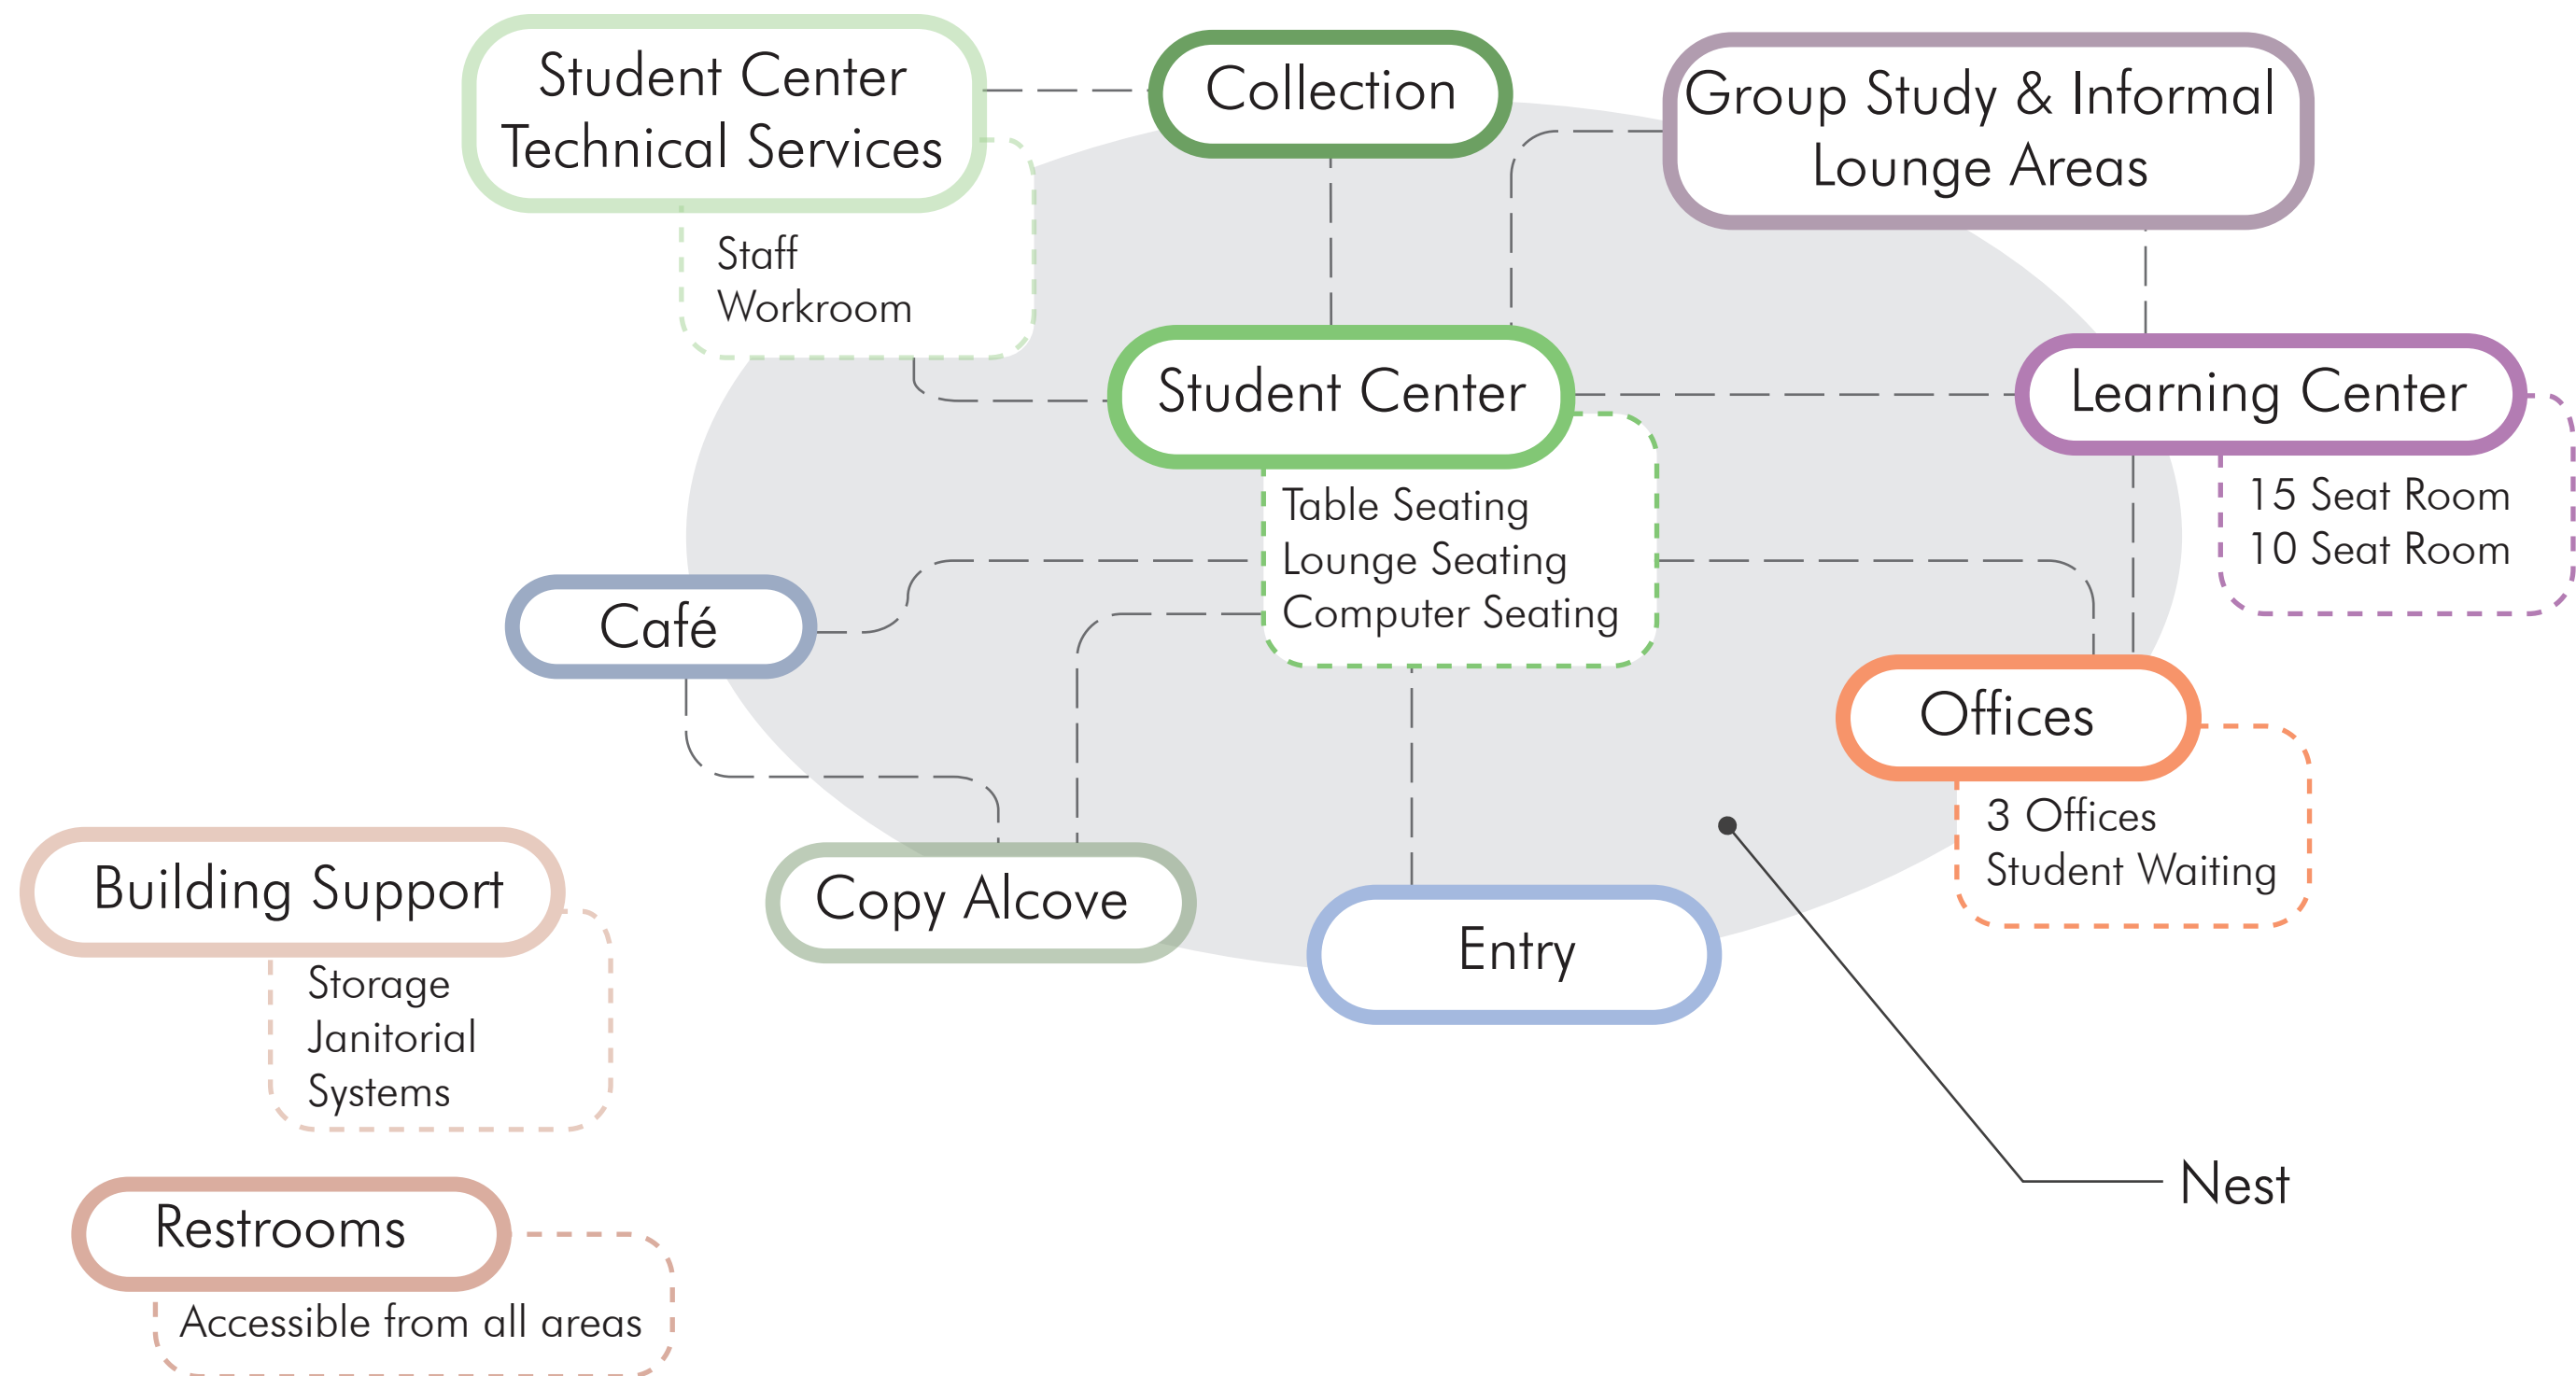 Student Center
Technical Services
Staff
Workroom
Collection
Group Study & Informal
Lounge Areas
Student Center
Table Seating
Lounge Seating
Computer Seating
Learning Center
15 Seat Room
10 Seat Room
Café
Offices
3 Offices
Student Waiting
Building Support
Storage
Janitorial
Systems
Copy Alcove
Entry
Nest
Restrooms
Accessible from all areas